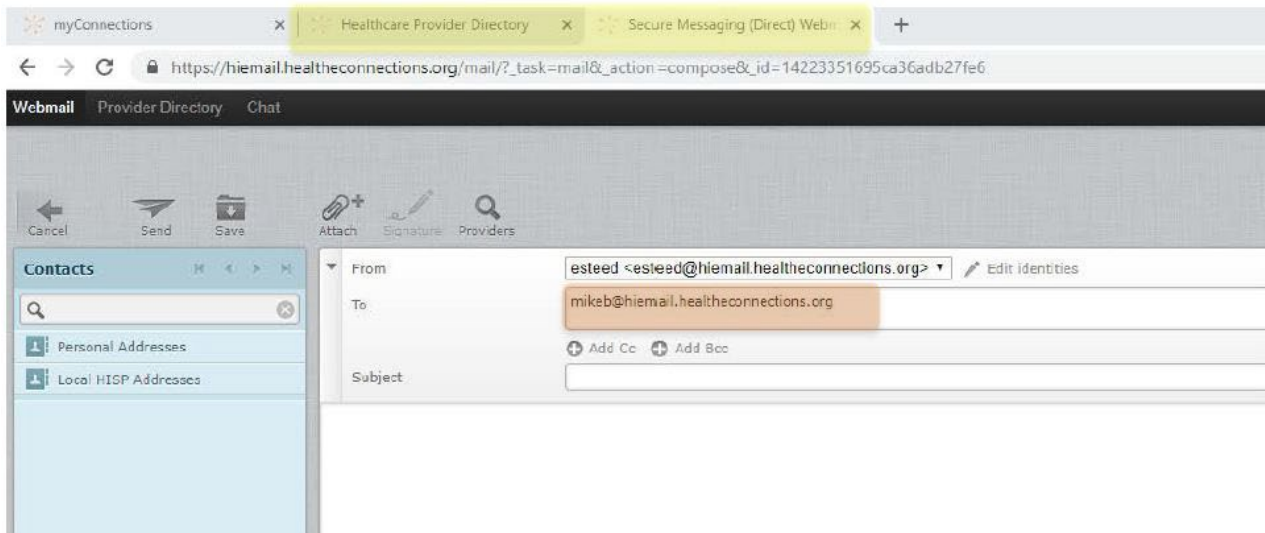 myConnections Healthcare Provider Directory Secure Messaging (Direct) Webm
https://hiemail.healtheconnections.org/mail/?_task=mail&_action=compose&_id=14223351695ca36adb27fe6
Webmail Provider Directory Chat
Cancel Send Save Attach Signature Providers
Contacts
From esteed <esteed@hiemail.healtheconnections.org> Edit identities
To mikeb@hiemail.healtheconnections.org
Personal Addresses
Add Cc Add Bcc
Local HISP Addresses
Subject